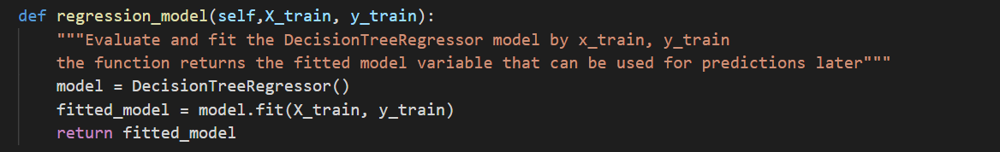 def regression_model(self,X_train, y_train):
"""Evaluate and fit the DecisionTreeRegressor model by x_train, y_train
the function returns the fitted model variable that can be used for predictions later"""
model = DecisionTreeRegressor()
fitted_model = model.fit(X_train, y_train)
return fitted_model